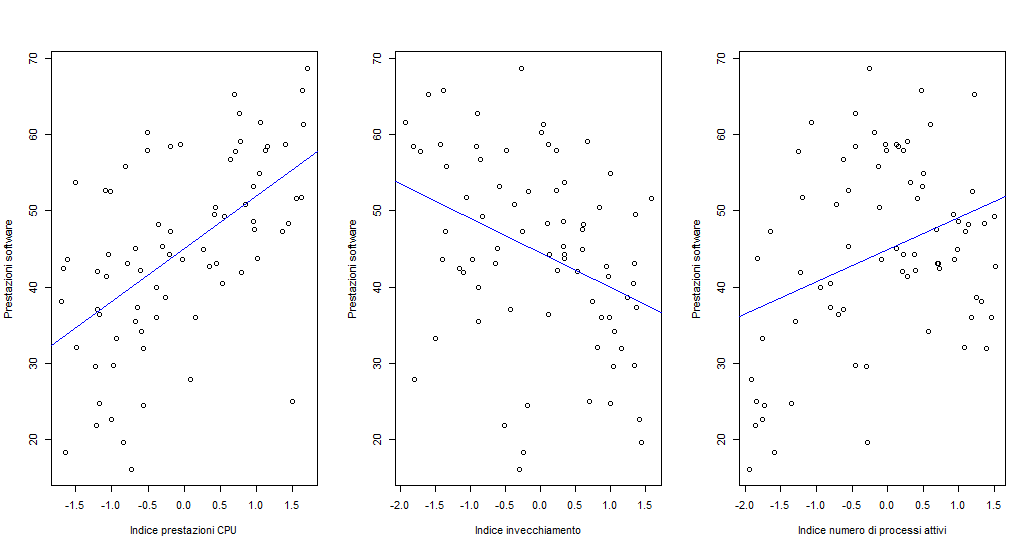 70
60
50
40
30
20
Prestazioni software
-1.5 -1.0 -0.5 0.0 0.5 1.0 1.5
Indice prestazioni CPU
70
60
50
40
30
20
Prestazioni software
-2.0 -1.5 -1.0 -0.5 0.0 0.5 1.0 1.5
Indice invecchiamento
70
60
50
40
30
20
Prestazioni software
-2.0 -1.5 -1.0 -0.5 0.0 0.5 1.0 1.5
Indice numero di processi attivi